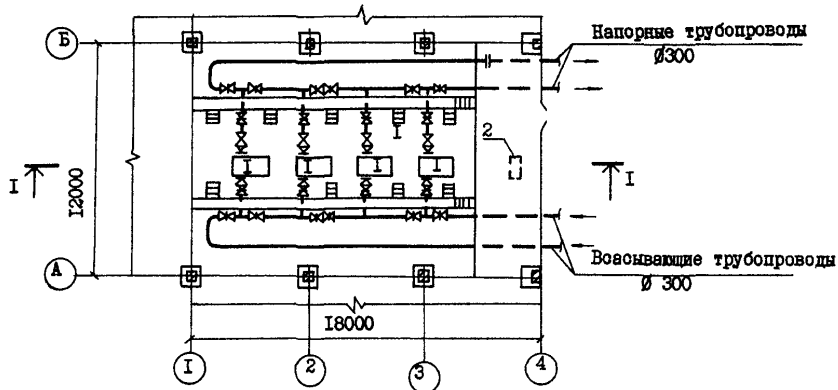 Б
Напорные трубопроводы
Ø300
I
2
I I I I
I
I
I2000
А
Всасывающие трубопроводы
Ø 300
I8000
I
2
3
4